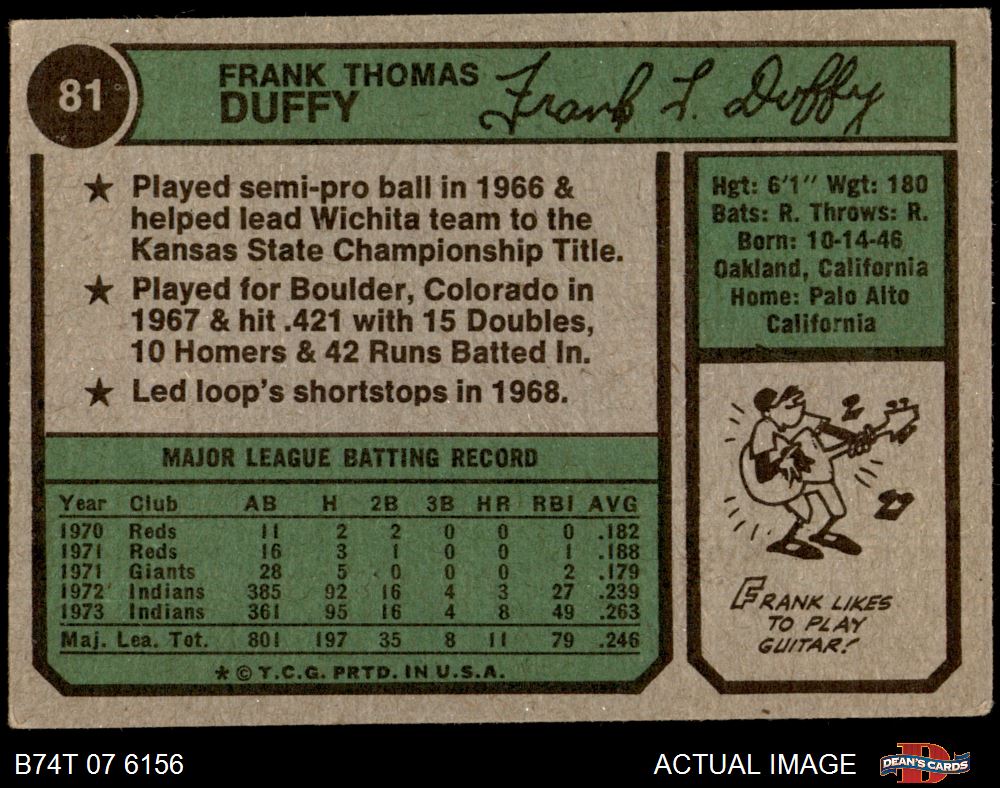 81
FRANK THOMAS
DUFFY
Frank T. Duffy
★ Played semi-pro ball in 1966 &
helped lead Wichita team to the
Kansas State Championship Title.
★ Played for Boulder, Colorado in
1967 & hit .421 with 15 Doubles,
10 Homers & 42 Runs Batted In.
★ Led loop's shortstops in 1968.
Hgt: 6'1" Wgt: 180
Bats: R. Throws: R.
Born: 10-14-46
Oakland, California
Home: Palo Alto
California
MAJOR LEAGUE BATTING RECORD
Year Club AB H 2B 3B HR RBI AVG
1970 Reds 11 2 2 0 0 0 .182
1971 Reds 16 3 1 0 0 1 .188
1971 Giants 28 5 0 0 0 2 .179
1972 Indians 385 92 16 4 3 27 .239
1973 Indians 361 95 16 4 8 49 .263
Maj. Lea. Tot. 801 197 35 8 11 79 .246
* © T.C.G. PRTD. IN U.S.A.
FRANK LIKES
TO PLAY
GUITAR!
B74T 07 6156
ACTUAL IMAGE
DEAN'S CARDS